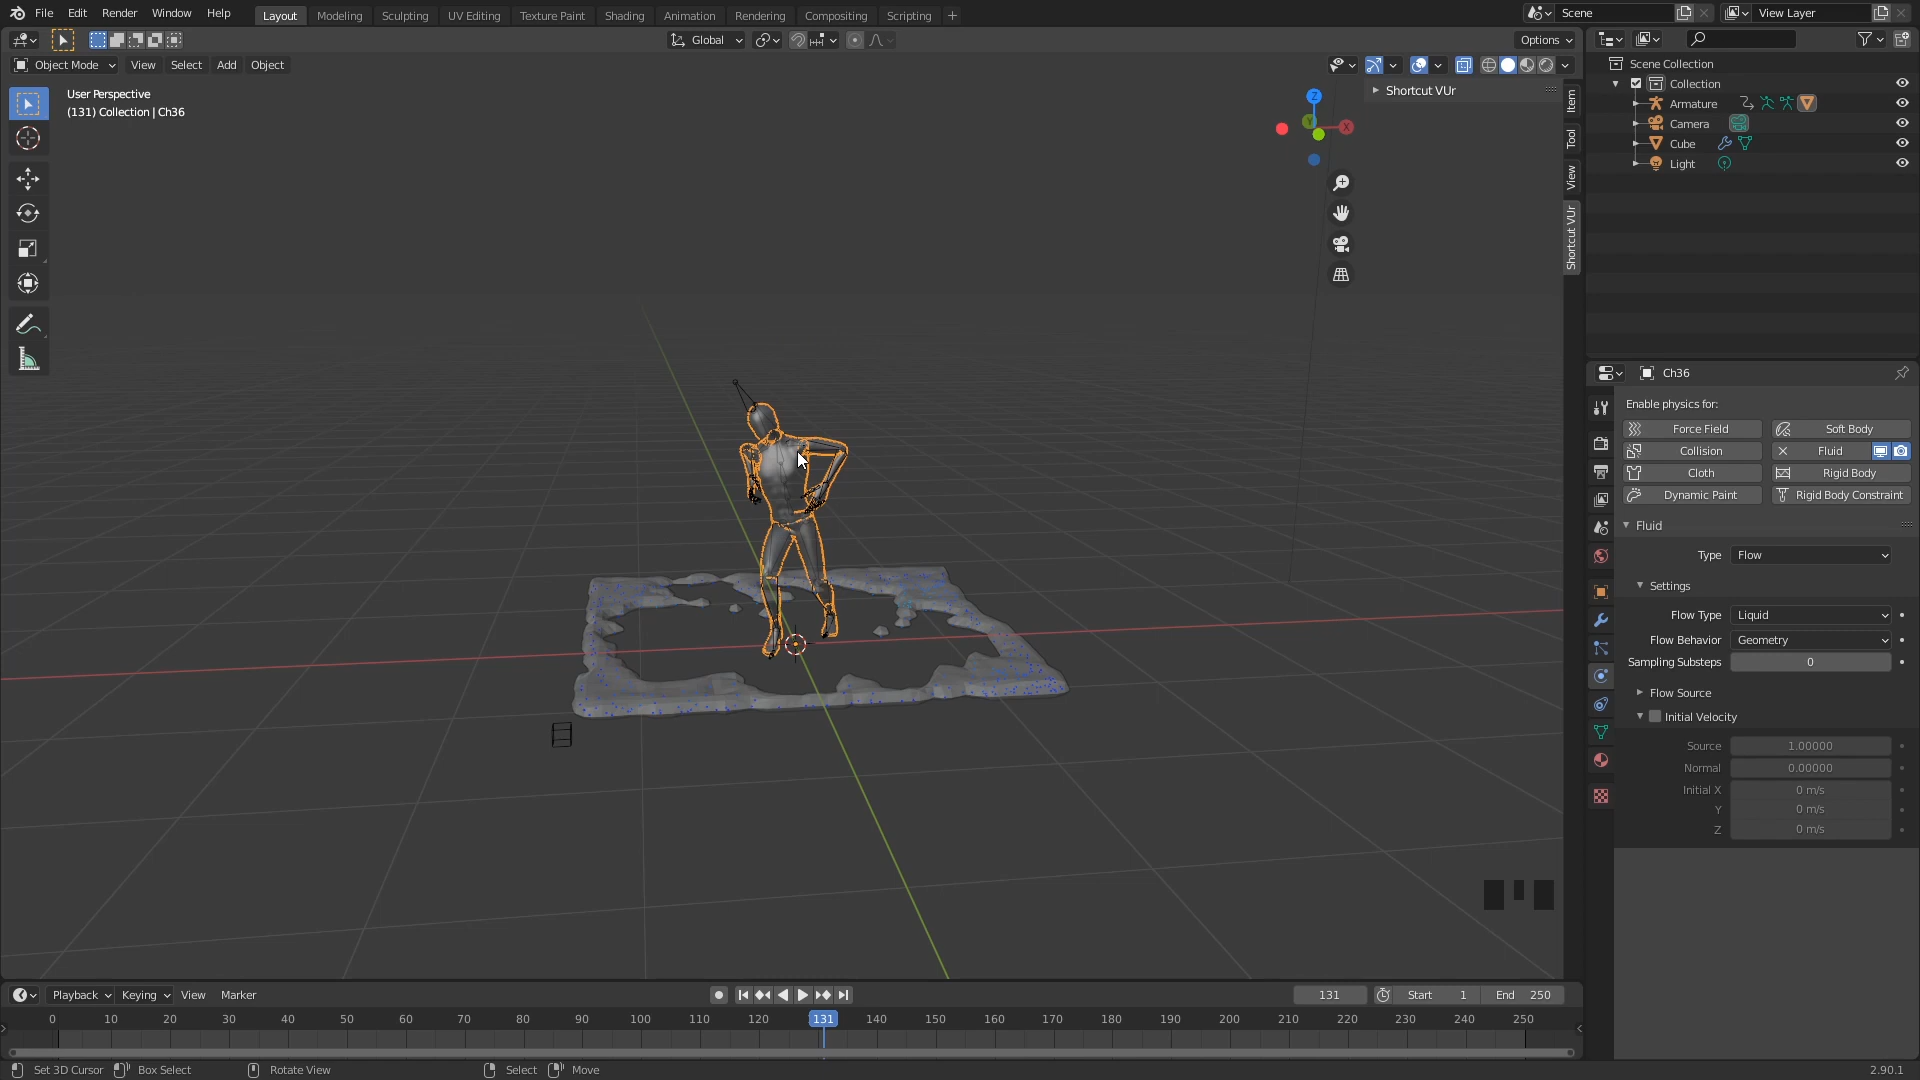 File Edit Render Window Help Layout Modeling Sculpting UV Editing Texture Paint Shading Animation Rendering Compositing Scripting + Scene View Layer
Global Options
Object Mode View Select Add Object
User Perspective
(131) Collection | Ch36
Shortcut VUr
Z
Y
X
Item
Tool
View
Shortcut VUr
Scene Collection
Collection
Armature
Camera
Cube
Light
Ch36
Enable physics for:
Force Field Soft Body
Collision Fluid
Cloth Rigid Body
Dynamic Paint Rigid Body Constraint
Fluid
Type Flow
Settings
Flow Type Liquid
Flow Behavior Geometry
Sampling Substeps 0
Flow Source
Initial Velocity
Source 1.00000
Normal 0.00000
Initial X 0 m/s
Y 0 m/s
Z 0 m/s
Playback Keying View Marker 131 Start 1 End 250
0 10 20 30 40 50 60 70 80 90 100 110 120 131 140 150 160 170 180 190 200 210 220 230 240 250
Set 3D Cursor Box Select Rotate View Select Move 2.90.1